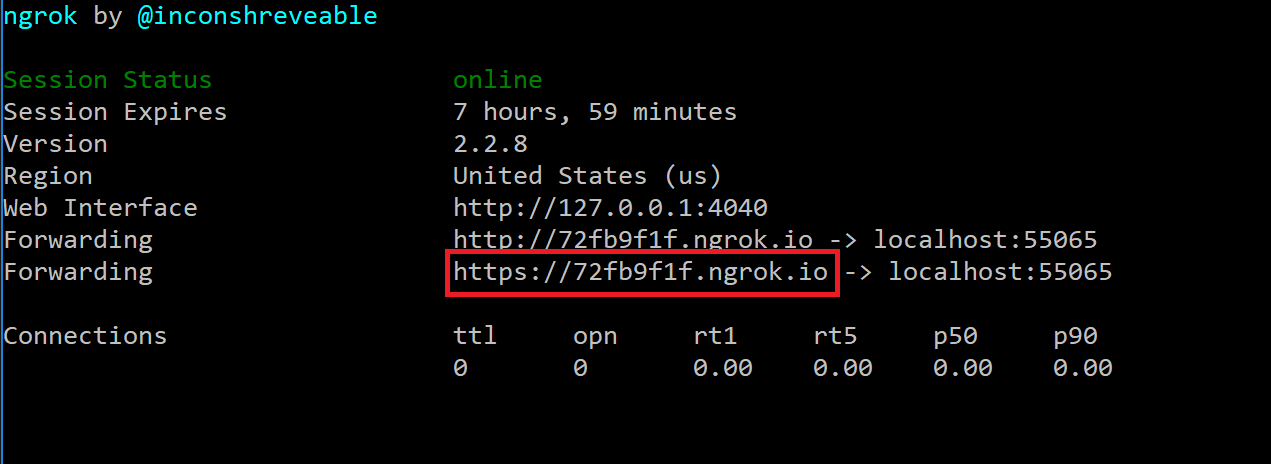 ngrok by @inconshreveable
Session Status online
Session Expires 7 hours, 59 minutes
Version 2.2.8
Region United States (us)
Web Interface http://127.0.0.1:4040
Forwarding http://72fb9f1f.ngrok.io -> localhost:55065
Forwarding https://72fb9f1f.ngrok.io -> localhost:55065
Connections ttl opn rt1 rt5 p50 p90
0 0 0.00 0.00 0.00 0.00